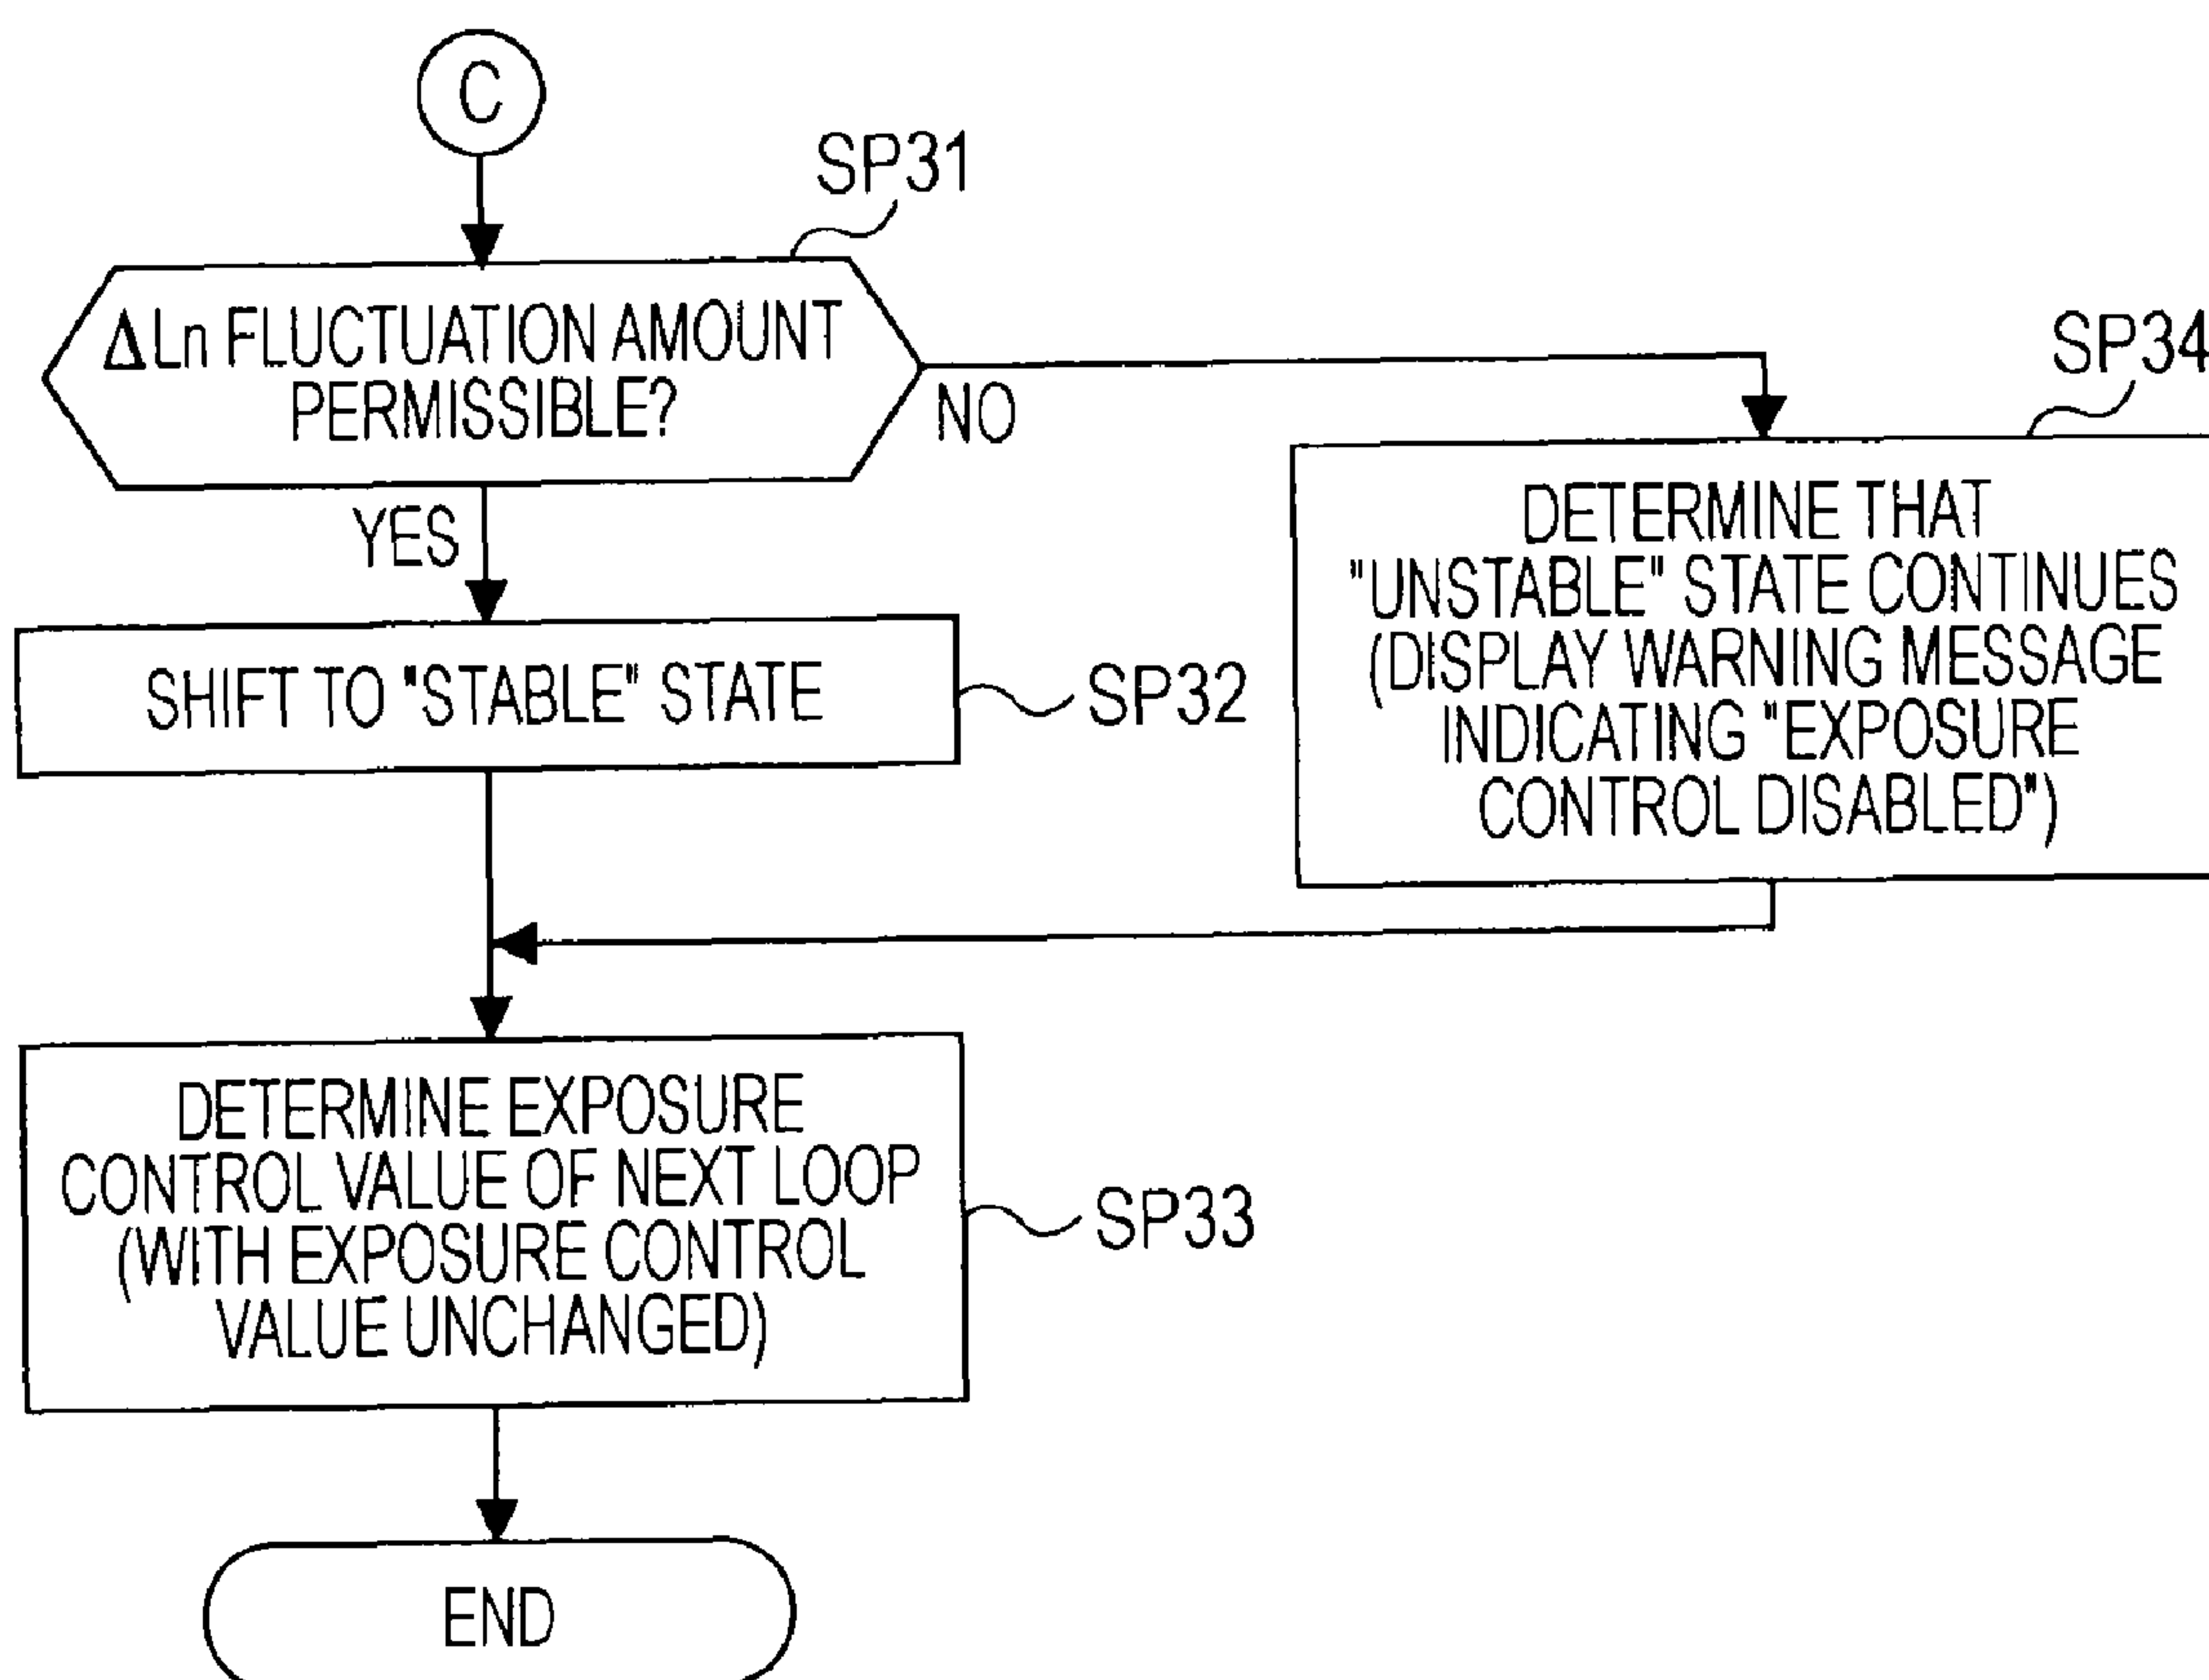 C
SP31
ΔLn FLUCTUATION AMOUNT
PERMISSIBLE?
NO
YES
SP34
DETERMINE THAT
"UNSTABLE" STATE CONTINUES
(DISPLAY WARNING MESSAGE
INDICATING "EXPOSURE
CONTROL DISABLED")
SHIFT TO "STABLE" STATE
SP32
DETERMINE EXPOSURE
CONTROL VALUE OF NEXT LOOP
(WITH EXPOSURE CONTROL
VALUE UNCHANGED)
SP33
END